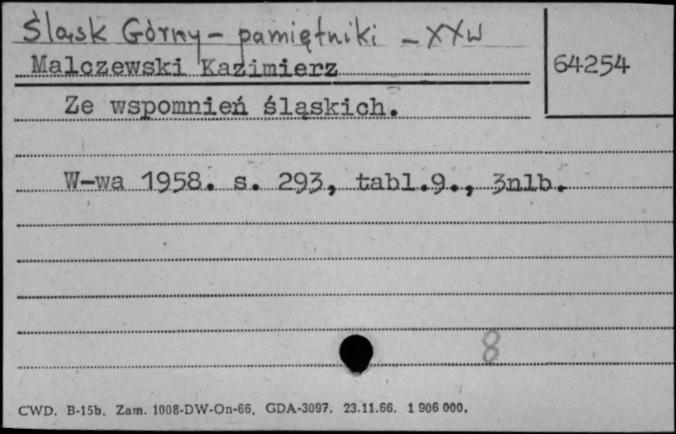 Śląsk Górny - pamiętniki - XXw
Malczewski Kazimierz
64254
Ze wspomnień śląskich.
W-wa 1958. s. 293, tabl.9., 3nlb.
8
CWD. B-15b. Zam. 1008-DW-On-66. GDA-3097. 23.11.66. 1 906 000.